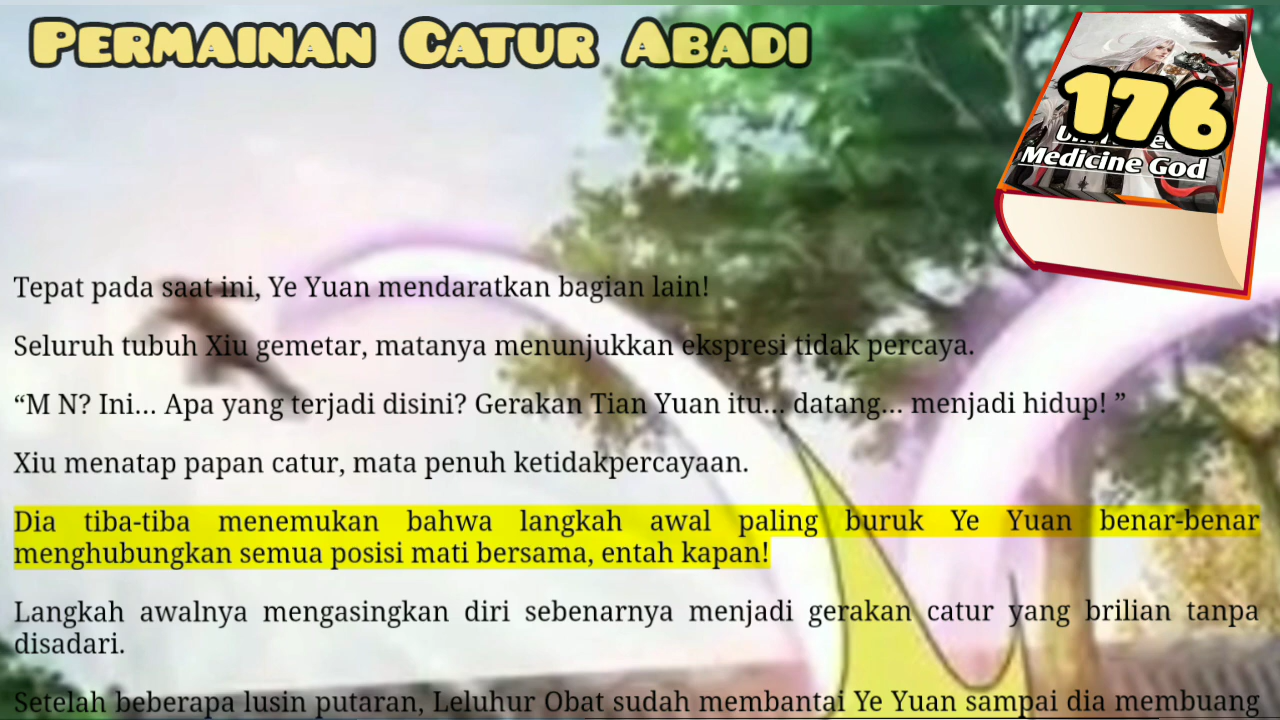 Permainan Catur Abadi
176
Medicine God
Tepat pada saat ini, Ye Yuan mendaratkan bagian lain!
Seluruh tubuh Xiu gemetar, matanya menunjukkan ekspresi tidak percaya.
“M N? Ini... Apa yang terjadi disini? Gerakan Tian Yuan itu... datang... menjadi hidup! ”
Xiu menatap papan catur, mata penuh ketidakpercayaan.
Dia tiba-tiba menemukan bahwa langkah awal paling buruk Ye Yuan benar-benar
menghubungkan semua posisi mati bersama, entah kapan!
Langkah awalnya mengasingkan diri sebenarnya menjadi gerakan catur yang brilian tanpa
disadari.
Setelah beberapa lusin putaran, Leluhur Obat sudah membantai Ye Yuan sampai dia membuang